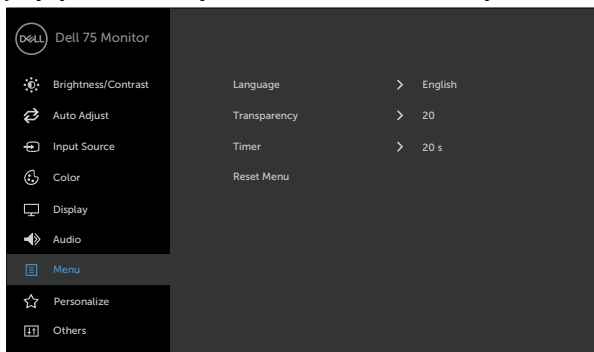 DELL Dell 75 Monitor
Brightness/Contrast Language > English
Auto Adjust Transparency > 20
Input Source Timer > 20 s
Color Reset Menu
Display
Audio
Menu
Personalize
Others